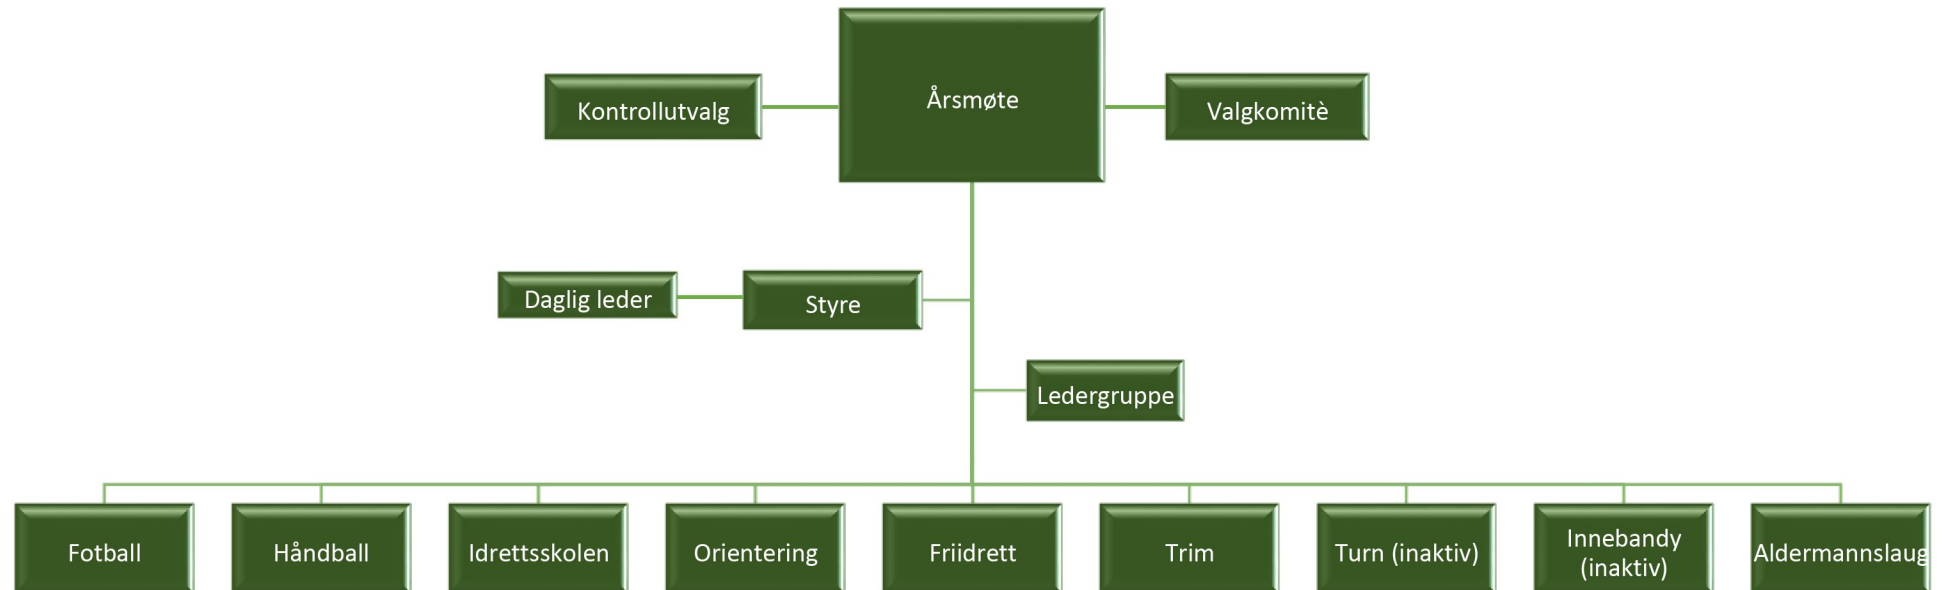 Årsmøte
Kontrollutvalg
Valgkomitè
Daglig leder
Styre
Ledergruppe
Fotball
Håndball
Idrettsskolen
Orientering
Friidrett
Trim
Turn (inaktiv)
Innebandy
(inaktiv)
Aldermannslaug